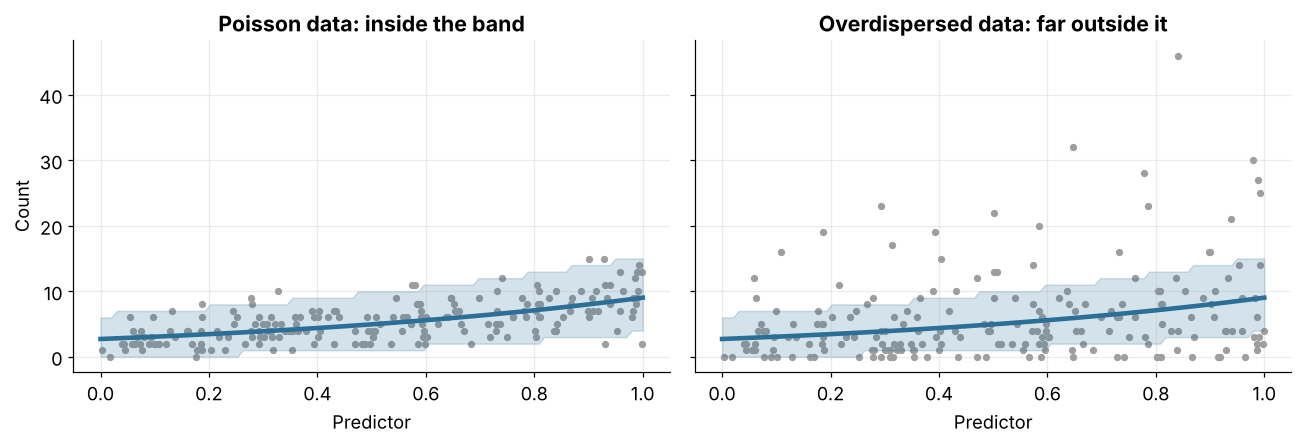 Poisson data: inside the band
Overdispersed data: far outside it
Count
40
30
20
10
0
0.0 0.2 0.4 0.6 0.8 1.0
0.0 0.2 0.4 0.6 0.8 1.0
Predictor
Predictor